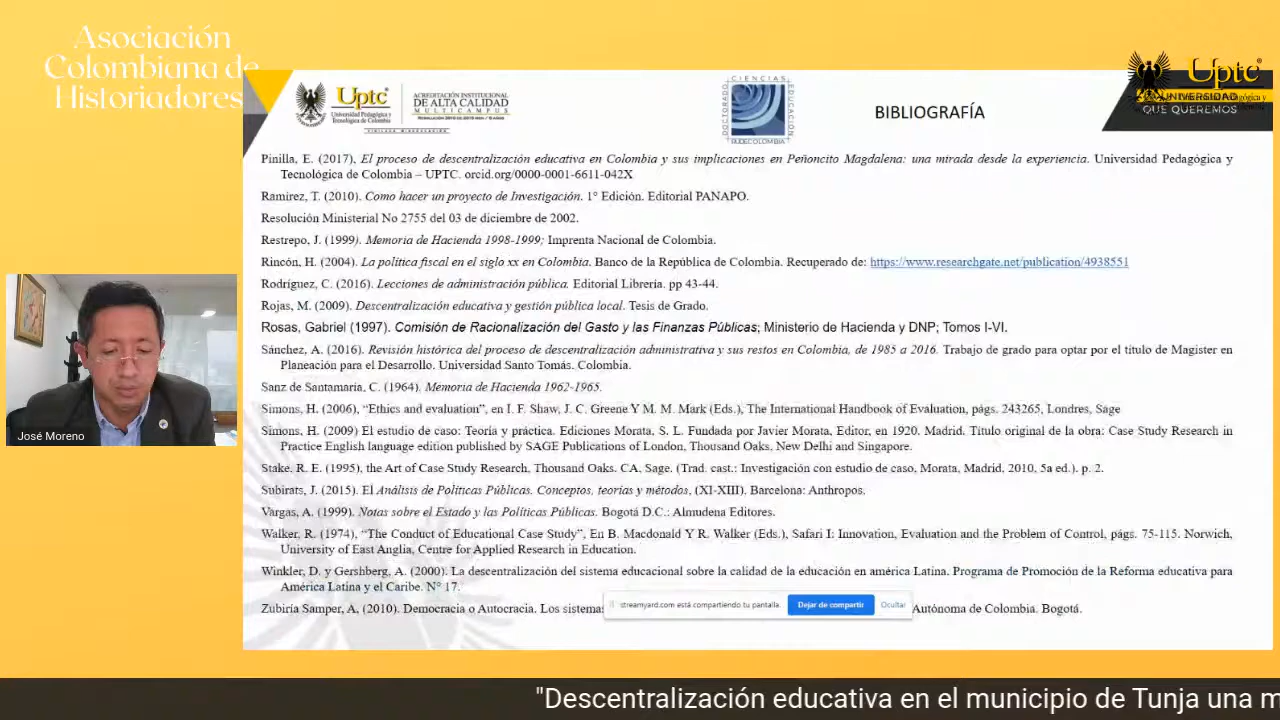 Asociación
Colombiana de
Historiadores
Uptc
Universidad Pedagógica y
Tecnológica de Colombia
ACREDITACIÓN INSTITUCIONAL
DE ALTA CALIDAD
MULTICAMPUS
CIENCIAS
DOCTORADO
EDUCACIÓN
RUDECOLOMBIA
BIBLIOGRAFÍA
Uptc
UNIVERSIDAD
QUE QUEREMOS
Pinilla, E. (2017), El proceso de descentralización educativa en Colombia y sus implicaciones en Peñoncito Magdalena: una mirada desde la experiencia. Universidad Pedagógica y
Tecnológica de Colombia – UPTC. orcid.org/0000-0001-6611-042X
Ramírez, T. (2010). Como hacer un proyecto de Investigación. 1° Edición. Editorial PANAPO.
Resolución Ministerial No 2755 del 03 de diciembre de 2002.
Restrepo, J. (1999). Memoria de Hacienda 1998-1999; Imprenta Nacional de Colombia.
Rincón, H. (2004). La política fiscal en el siglo xx en Colombia. Banco de la República de Colombia. Recuperado de: https://www.researchgate.net/publication/4938551
Rodríguez, C. (2016). Lecciones de administración pública. Editorial Librería. pp 43-44.
Rojas, M. (2009). Descentralización educativa y gestión pública local. Tesis de Grado.
Rosas, Gabriel (1997). Comisión de Racionalización del Gasto y las Finanzas Públicas; Ministerio de Hacienda y DNP; Tomos I-VI.
Sánchez, A. (2016). Revisión histórica del proceso de descentralización administrativa y sus restos en Colombia, de 1985 a 2016. Trabajo de grado para optar por el título de Magister en
Planeación para el Desarrollo. Universidad Santo Tomás. Colombia.
Sanz de Santamaría, C. (1964). Memoria de Hacienda 1962-1965.
Simons, H. (2006), “Ethics and evaluation”, en I. F. Shaw, J. C. Greene Y M. M. Mark (Eds.), The International Handbook of Evaluation, págs. 243265, Londres, Sage
Simons, H. (2009) El estudio de caso: Teoría y práctica. Ediciones Morata, S. L. Fundada por Javier Morata, Editor, en 1920. Madrid. Título original de la obra: Case Study Research in
Practice English language edition published by SAGE Publications of London, Thousand Oaks, New Delhi and Singapore.
Stake, R. E. (1995), the Art of Case Study Research, Thousand Oaks. CA, Sage. (Trad. cast.: Investigación con estudio de caso, Morata, Madrid, 2010, 5a ed.). p. 2.
Subirats, J. (2015). El Análisis de Políticas Públicas. Conceptos, teorías y métodos, (XI-XIII). Barcelona: Anthropos.
Vargas, A. (1999). Notas sobre el Estado y las Políticas Públicas. Bogotá D.C.: Almudena Editores.
Walker, R. (1974), “The Conduct of Educational Case Study”, En B. Macdonald Y R. Walker (Eds.), Safari I: Innovation, Evaluation and the Problem of Control, págs. 75-115. Norwich,
University of East Anglia, Centre for Applied Research in Education.
Winkler, D. y Gershberg, A. (2000). La descentralización del sistema educacional sobre la calidad de la educación en américa Latina. Programa de Promoción de la Reforma educativa para
América Latina y el Caribe. N° 17.
Zubiría Samper, A, (2010). Democracia o Autocracia. Los sistemas Autónoma de Colombia. Bogotá.
streamyard.com está compartiendo tu pantalla.
Dejar de compartir
Ocultar
José Moreno
"Descentralización educativa en el municipio de Tunja una m